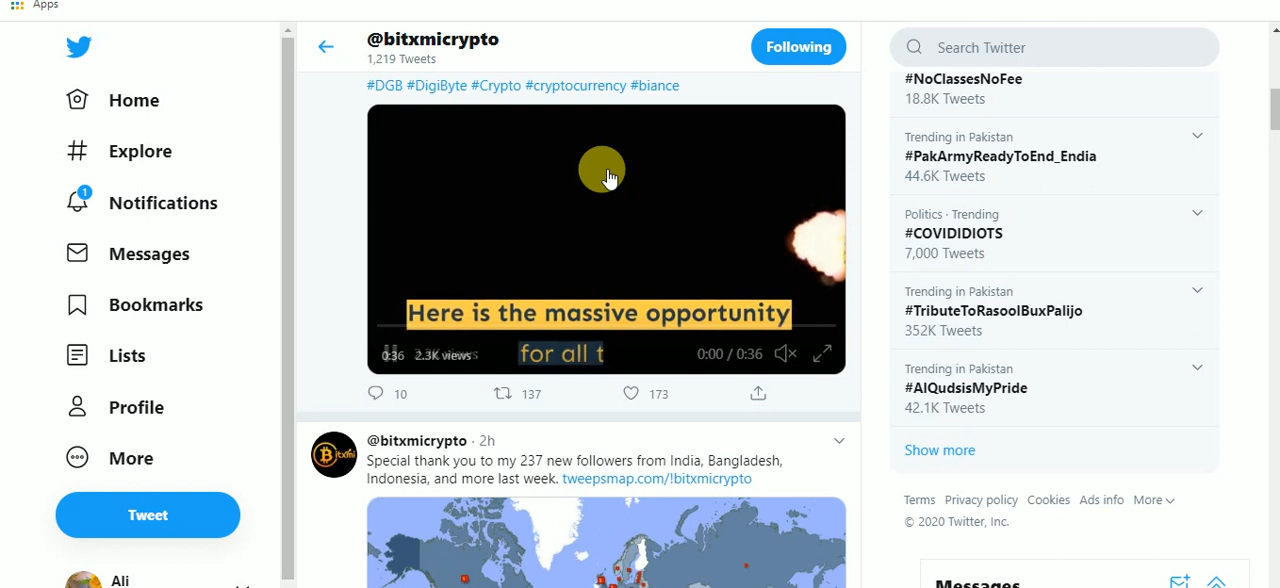 Apps
Home
Explore
1
Notifications
Messages
Bookmarks
Lists
Profile
More
Tweet
Ali
@bitxmicrypto
1,219 Tweets
Following
#DGB #DigiByte #Crypto #cryptocurrency #biance
Here is the massive opportunity
for all t
0:36 2.3K views
0:00 / 0:36
10 137 173
Bitxmi
@bitxmicrypto · 2h
Special thank you to my 237 new followers from India, Bangladesh,
Indonesia, and more last week. tweepsmap.com/!bitxmicrypto
Search Twitter
#NoClassesNoFee
18.8K Tweets
Trending in Pakistan
#PakArmyReadyToEnd_Endia
44.6K Tweets
Politics · Trending
#COVIDIDIOTS
7,000 Tweets
Trending in Pakistan
#TributeToRasoolBuxPalijo
352K Tweets
Trending in Pakistan
#AlQudsisMyPride
42.1K Tweets
Show more
Terms Privacy policy Cookies Ads info More
© 2020 Twitter, Inc.
Messages